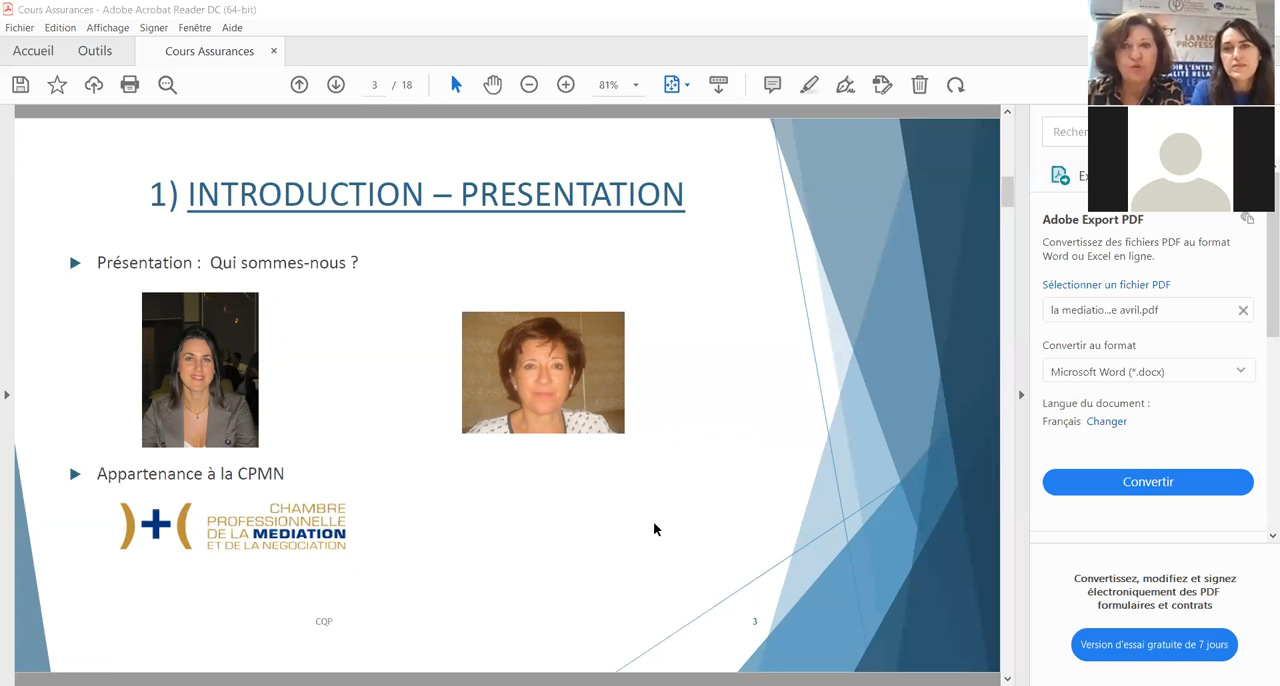 Cours Assurances - Adobe Acrobat Reader DC (64-bit)
Fichier Edition Affichage Signer Fenêtre Aide
Accueil Outils Cours Assurances ×
3 / 18 81%
1) INTRODUCTION – PRESENTATION
Présentation : Qui sommes-nous ?
Appartenance à la CPMN
CHAMBRE
PROFESSIONNELLE
DE LA MEDIATION
ET DE LA NEGOCIATION
CQP 3
Adobe Export PDF
Convertissez des fichiers PDF au format
Word ou Excel en ligne.
Sélectionner un fichier PDF
la mediatio...e avril.pdf
Convertir au format
Microsoft Word (*.docx)
Langue du document :
Français Changer
Convertir
Convertissez, modifiez et signez
électroniquement des PDF
formulaires et contrats
Version d'essai gratuite de 7 jours